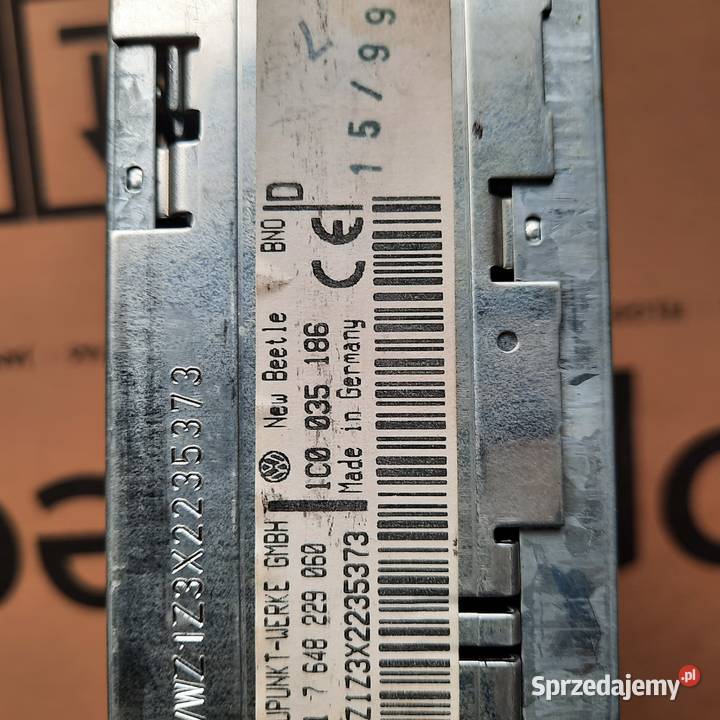 VWZ1Z3X2235373
UPUNKT-WERKE GMBH New Beetle BNO D
7 648 229 060 1C0 035 186 CE
Made in Germany 15/99
Z1Z3X2235373
Sprzedajemy.pl